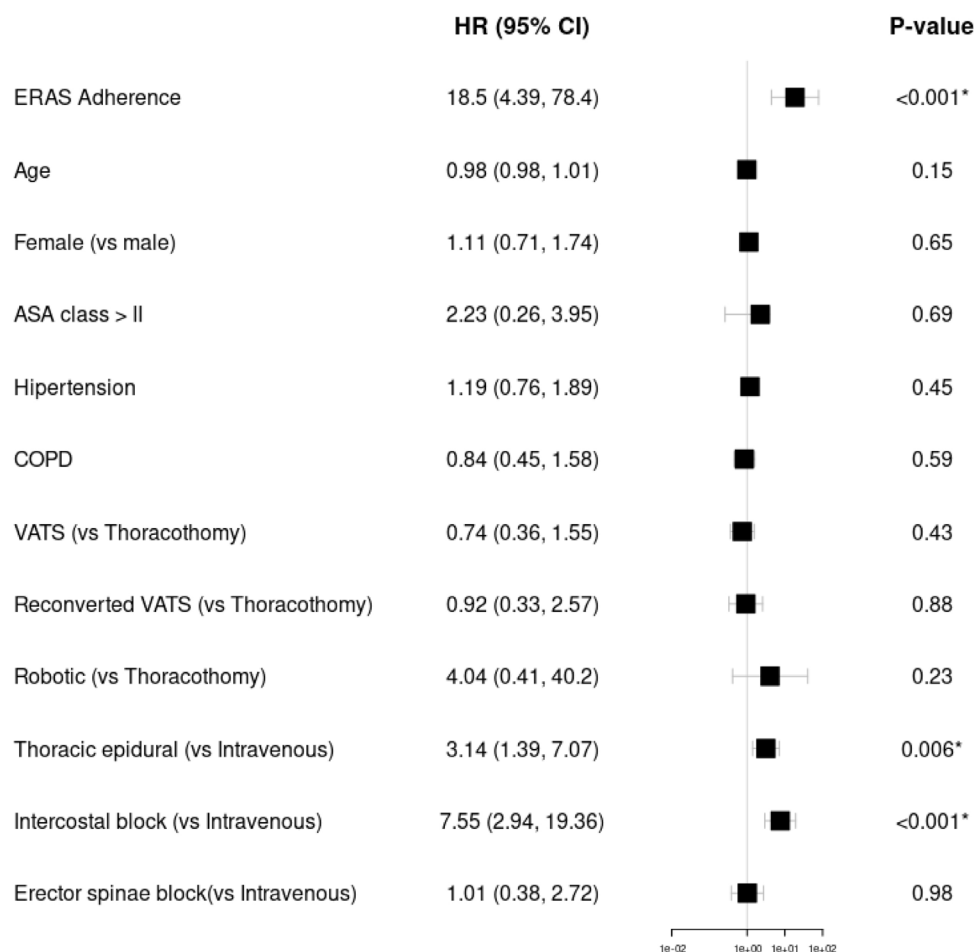 HR (95% CI) P-value
ERAS Adherence 18.5 (4.39, 78.4) <0.001*
Age 0.98 (0.98, 1.01) 0.15
Female (vs male) 1.11 (0.71, 1.74) 0.65
ASA class > II 2.23 (0.26, 3.95) 0.69
Hipertension 1.19 (0.76, 1.89) 0.45
COPD 0.84 (0.45, 1.58) 0.59
VATS (vs Thoracothomy) 0.74 (0.36, 1.55) 0.43
Reconverted VATS (vs Thoracothomy) 0.92 (0.33, 2.57) 0.88
Robotic (vs Thoracothomy) 4.04 (0.41, 40.2) 0.23
Thoracic epidural (vs Intravenous) 3.14 (1.39, 7.07) 0.006*
Intercostal block (vs Intravenous) 7.55 (2.94, 19.36) <0.001*
Erector spinae block(vs Intravenous) 1.01 (0.38, 2.72) 0.98
1e-02 1e+00 1e+01 1e+02